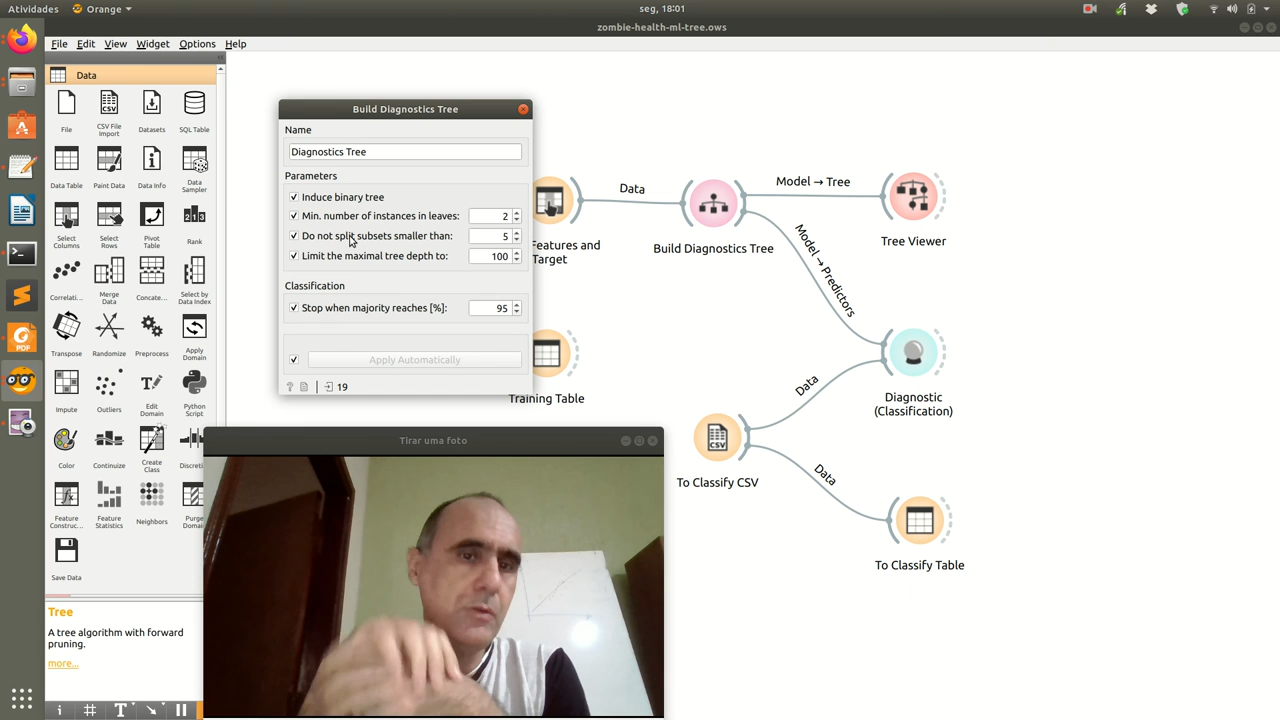 Atividades
Orange
seg, 18:01
zombie-health-ml-tree.ows
File Edit View Widget Options Help
Data
File
CSV File Import
Datasets
SQL Table
Data Table
Paint Data
Data Info
Data Sampler
Select Columns
Select Rows
Pivot Table
Rank
Correlati...
Merge Data
Concate...
Select by Data Index
Transpose
Randomize
Preprocess
Apply Domain
Impute
Outliers
Edit Domain
Python Script
Color
Continuize
Create Class
Discreti
Feature Construc...
Feature Statistics
Neighbors
Purge Domai
Save Data
Tree
A tree algorithm with forward
pruning.
more...
Build Diagnostics Tree
Name
Diagnostics Tree
Parameters
Induce binary tree
Min. number of instances in leaves: 2
Do not split subsets smaller than: 5
Limit the maximal tree depth to: 100
Classification
Stop when majority reaches [%]: 95
Apply Automatically
19
Features and
Target
Data
Build Diagnostics Tree
Model → Tree
Tree Viewer
Model → Predictors
Training Table
Diagnostic
(Classification)
Data
To Classify CSV
Data
To Classify Table
Tirar uma foto